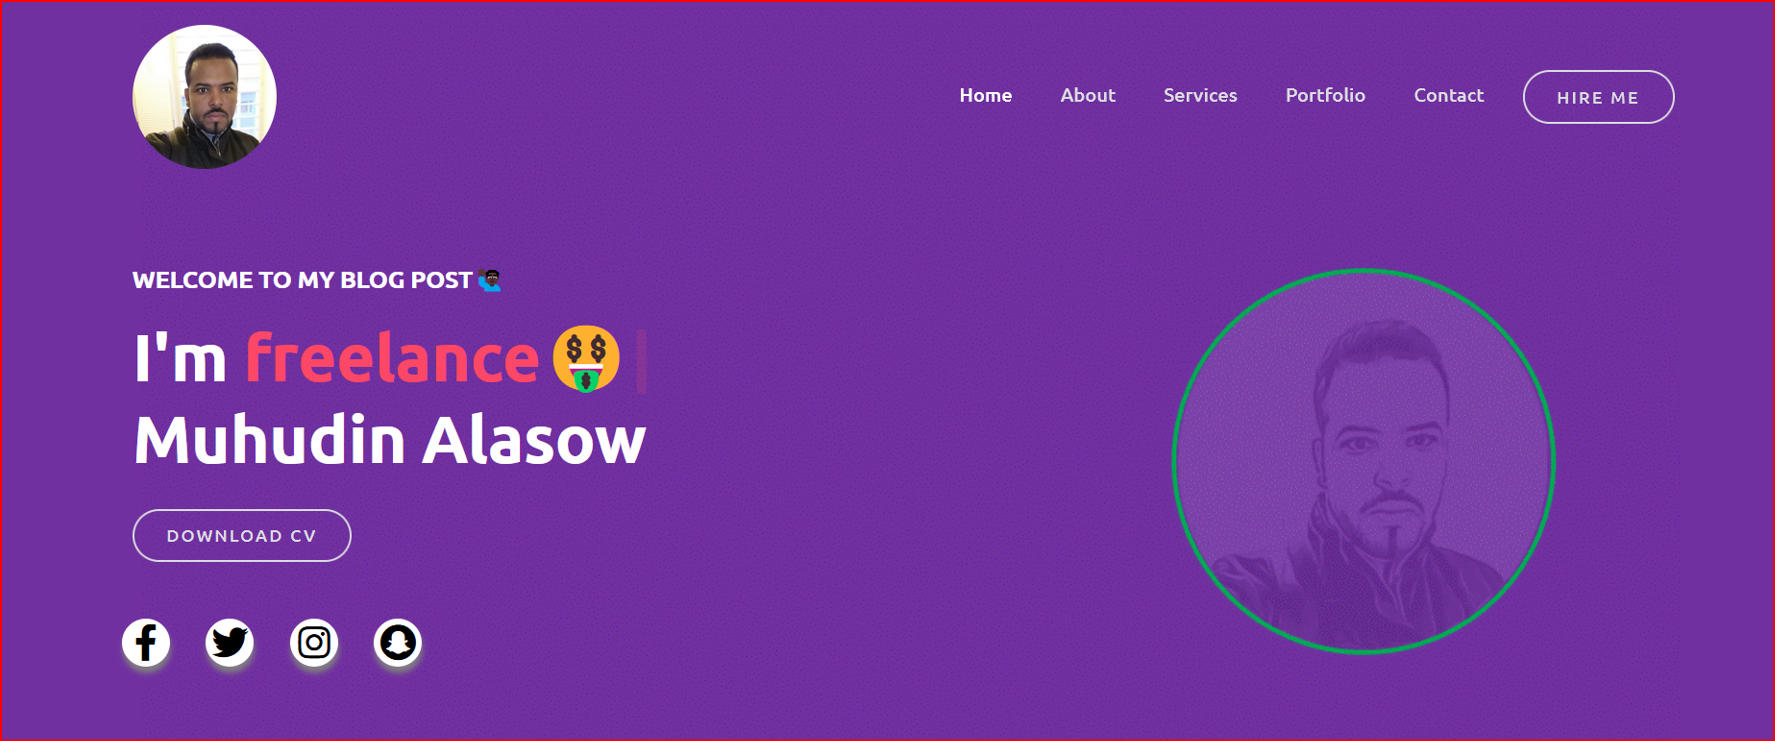 Home About Services Portfolio Contact HIRE ME
WELCOME TO MY BLOG POST
I'm freelance
Muhudin Alasow
DOWNLOAD CV